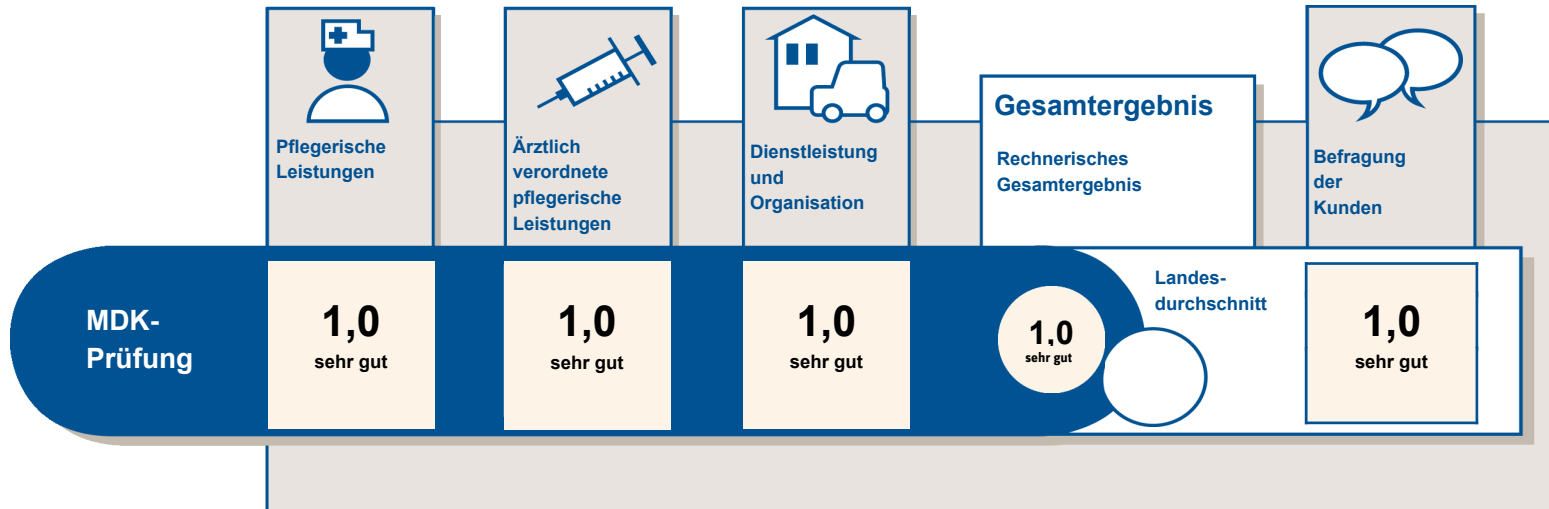 Pflegerische
Leistungen
Ärztlich
verordnete
pflegerische
Leistungen
Dienstleistung
und
Organisation
Gesamtergebnis
Rechnerisches
Gesamtergebnis
Befragung
der
Kunden
MDK-
Prüfung
1,0
sehr gut
1,0
sehr gut
1,0
sehr gut
1,0
sehr gut
Landes-
durchschnitt
1,0
sehr gut